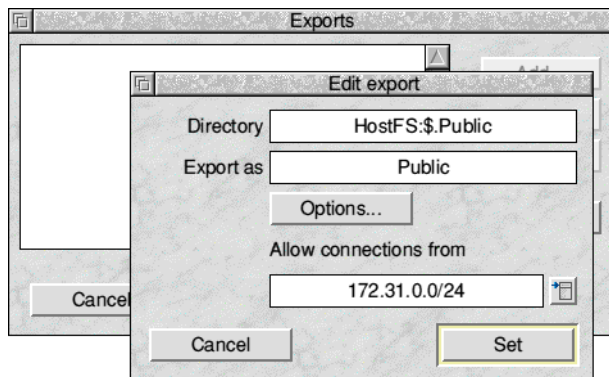 Exports
Edit export
Directory
HostFS:$.Public
Export as
Public
Options...
Allow connections from
172.31.0.0/24
Cancel
Cancel
Set